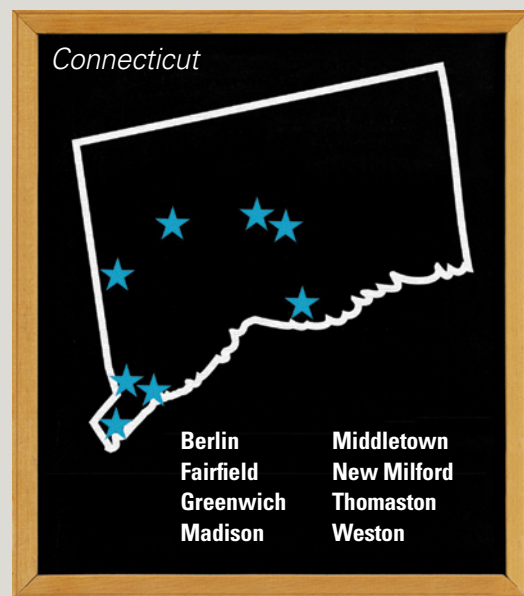 Connecticut
Berlin
Fairfield
Greenwich
Madison
Middletown
New Milford
Thomaston
Weston